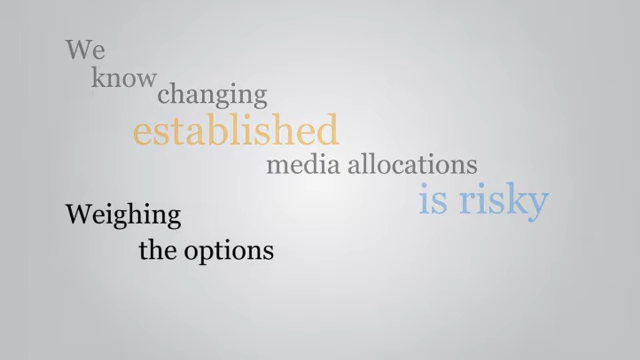 We
know
changing
established
media allocations
is risky
Weighing
the options